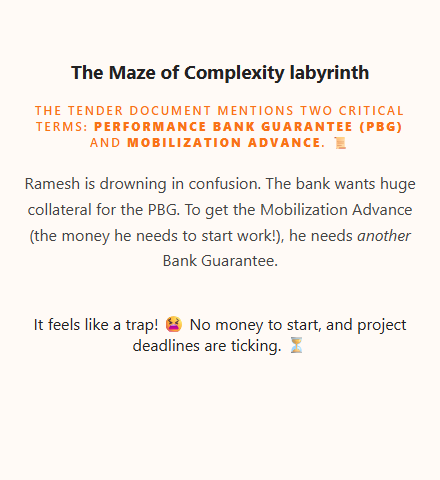 The Maze of Complexity labyrinth
THE TENDER DOCUMENT MENTIONS TWO CRITICAL
TERMS: PERFORMANCE BANK GUARANTEE (PBG)
AND MOBILIZATION ADVANCE. 📜
Ramesh is drowning in confusion. The bank wants huge
collateral for the PBG. To get the Mobilization Advance
(the money he needs to start work!), he needs another
Bank Guarantee.
It feels like a trap! 😫 No money to start, and project
deadlines are ticking. ⏳